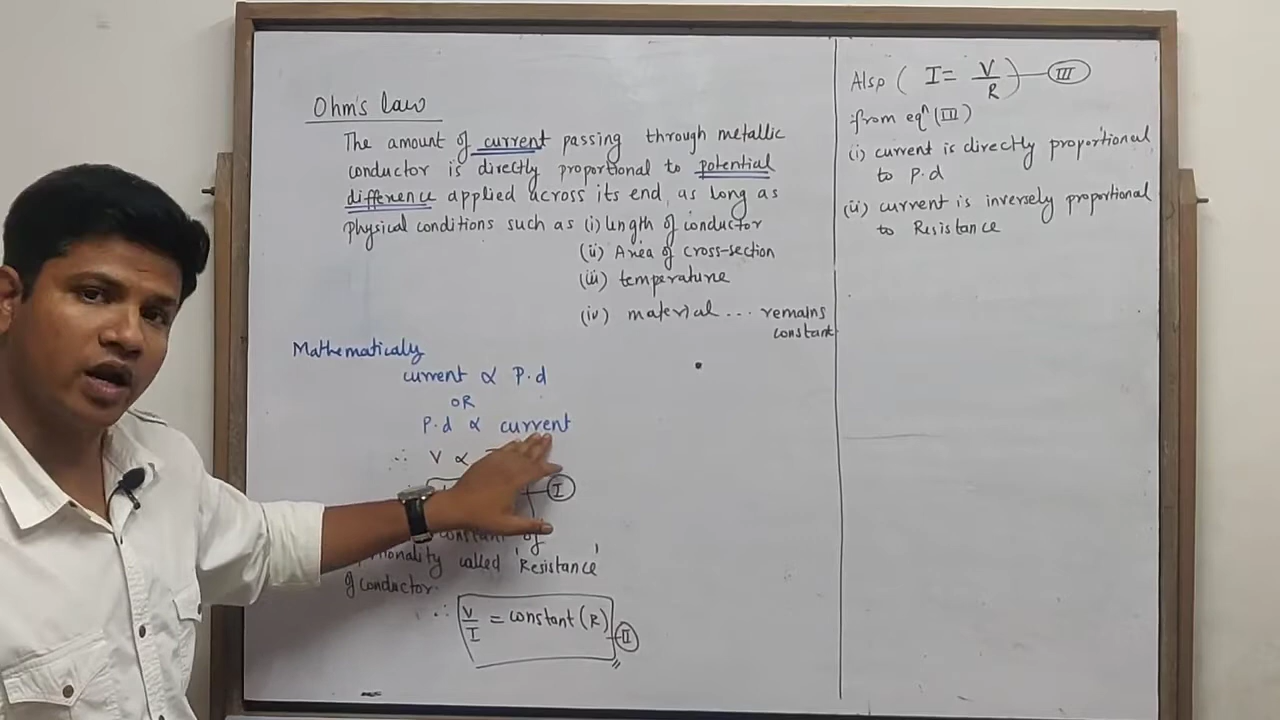 Ohm's law
The amount of current passing through metallic
conductor is directly proportional to potential
difference applied across its end, as long as
physical conditions such as (i) length of conductor
(ii) Area of cross-section
(iii) temperature
(iv) material ... remains
constant
Mathematically
current ∝ P.d
OR
P.d ∝ current
∴ V ∝
I
constant of
called 'Resistance'
of conductor.
∴ V/I = constant (R) II
Also ( I = V/R ) III
from eqⁿ (III)
(i) current is directly proportional
to p.d
(ii) current is inversely proportional
to Resistance